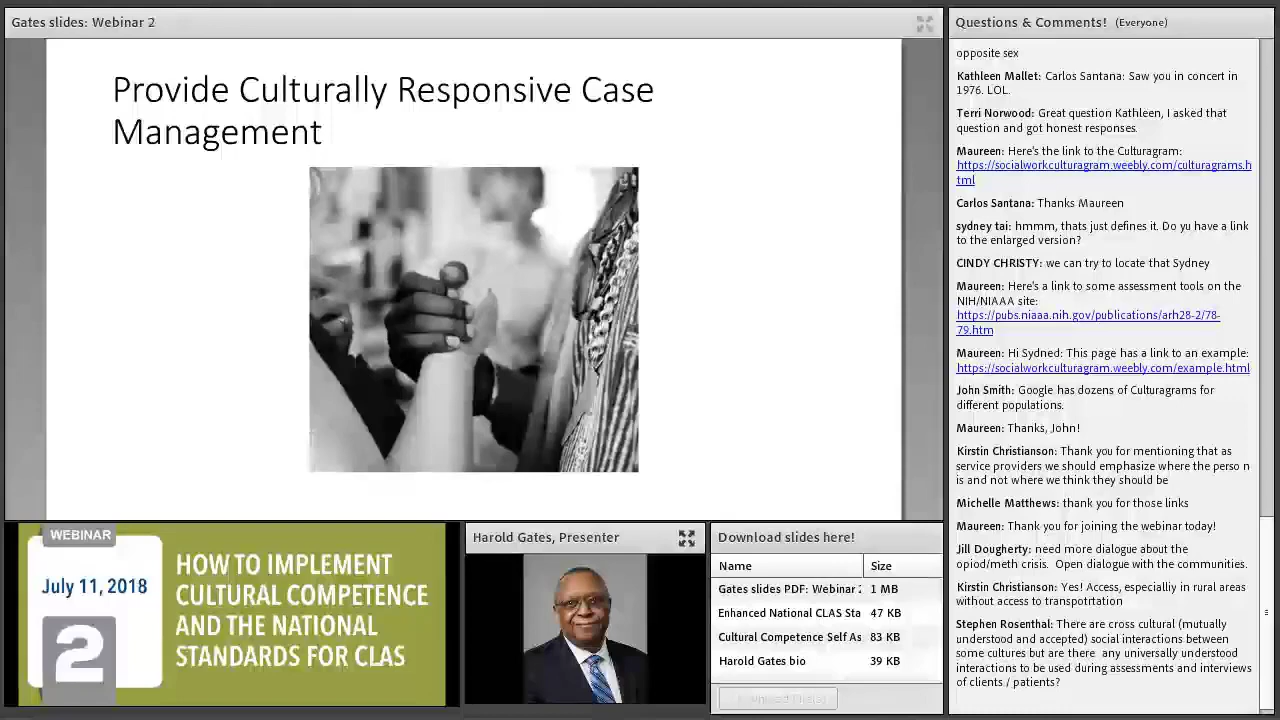 Gates slides: Webinar 2
Provide Culturally Responsive Case
Management
WEBINAR
July 11, 2018
2
HOW TO IMPLEMENT
CULTURAL COMPETENCE
AND THE NATIONAL
STANDARDS FOR CLAS
Harold Gates, Presenter
Download slides here!
Name Size
Gates slides PDF: Webinar 1 MB
Enhanced National CLAS Sta 47 KB
Cultural Competence Self As 83 KB
Harold Gates bio 39 KB
Questions & Comments! (Everyone)
opposite sex
Kathleen Mallet: Carlos Santana: Saw you in concert in
1976. LOL.
Terri Norwood: Great question Kathleen, I asked that
question and got honest responses.
Maureen: Here's the link to the Culturagram:
https://socialworkculturagram.weebly.com/culturagrams.h
tml
Carlos Santana: Thanks Maureen
sydney tai: hmmm, thats just defines it. Do yu have a link
to the enlarged version?
CINDY CHRISTY: we can try to locate that Sydney
Maureen: Here's a link to some assessment tools on the
NIH/NIAAA site:
https://pubs.niaaa.nih.gov/publications/arh28-2/78-
79.htm
Maureen: Hi Sydned: This page has a link to an example:
https://socialworkculturagram.weebly.com/example.html
John Smith: Google has dozens of Culturagrams for
different populations.
Maureen: Thanks, John!
Kirstin Christianson: Thank you for mentioning that as
service providers we should emphasize where the perso n
is and not where we think they should be
Michelle Matthews: thank you for those links
Maureen: Thank you for joining the webinar today!
Jill Dougherty: need more dialogue about the
opiod/meth crisis. Open dialogue with the communities.
Kirstin Christianson: Yes! Access, especiallly in rural areas
without access to transpotrtation
Stephen Rosenthal: There are cross cultural (mutually
understood and accepted) social interactions between
some cultures but are there any universally understood
interactions to be used during assessments and interviews
of clients / patients?